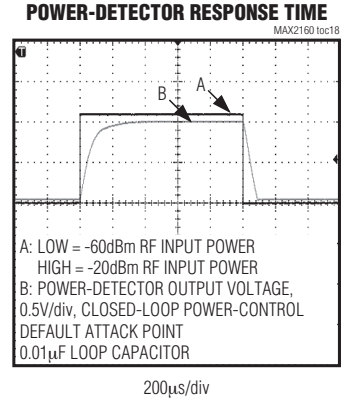 POWER-DETECTOR RESPONSE TIME
MAX2160 toc18
T
B
A
A: LOW = -60dBm RF INPUT POWER
HIGH = -20dBm RF INPUT POWER
B: POWER-DETECTOR OUTPUT VOLTAGE,
0.5V/div, CLOSED-LOOP POWER-CONTROL
DEFAULT ATTACK POINT
0.01μF LOOP CAPACITOR
200μs/div